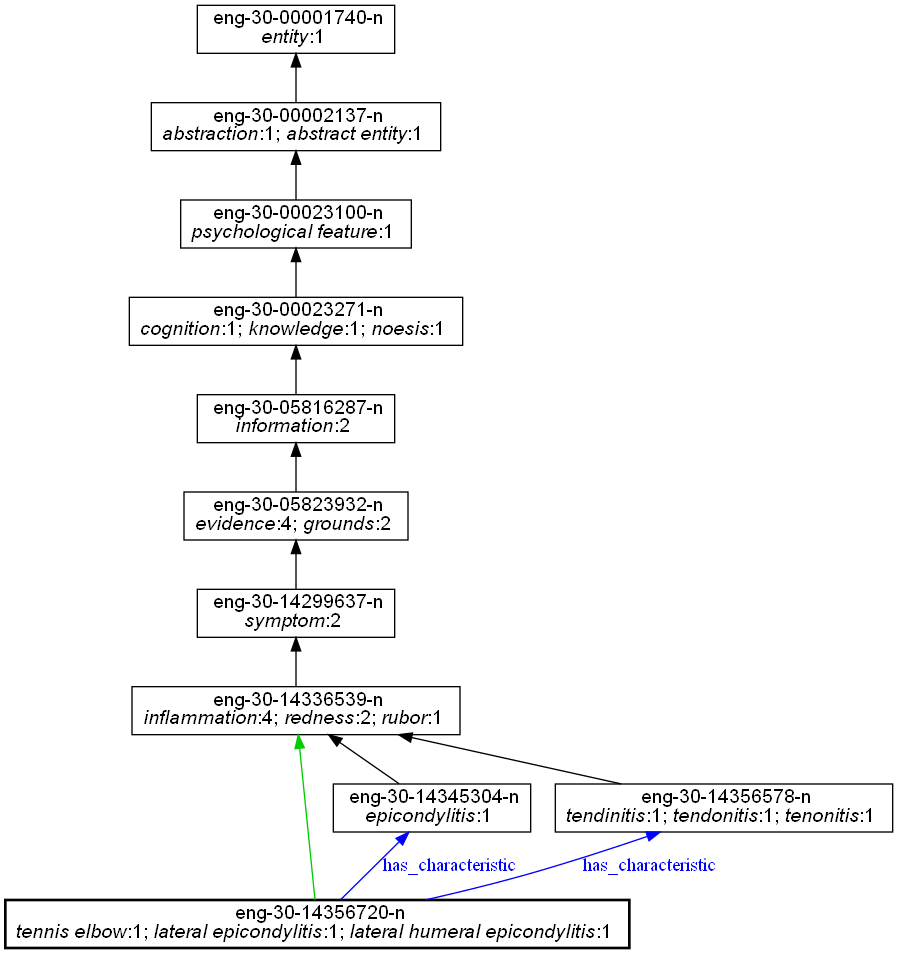 eng-30-00001740-n
entity:1
eng-30-00002137-n
abstraction:1; abstract entity:1
eng-30-00023100-n
psychological feature:1
eng-30-00023271-n
cognition:1; knowledge:1; noesis:1
eng-30-05816287-n
information:2
eng-30-05823932-n
evidence:4; grounds:2
eng-30-14299637-n
symptom:2
eng-30-14336539-n
inflammation:4; redness:2; rubor:1
eng-30-14345304-n
epicondylitis:1
eng-30-14356578-n
tendinitis:1; tendonitis:1; tenonitis:1
has_characteristic
has_characteristic
eng-30-14356720-n
tennis elbow:1; lateral epicondylitis:1; lateral humeral epicondylitis:1